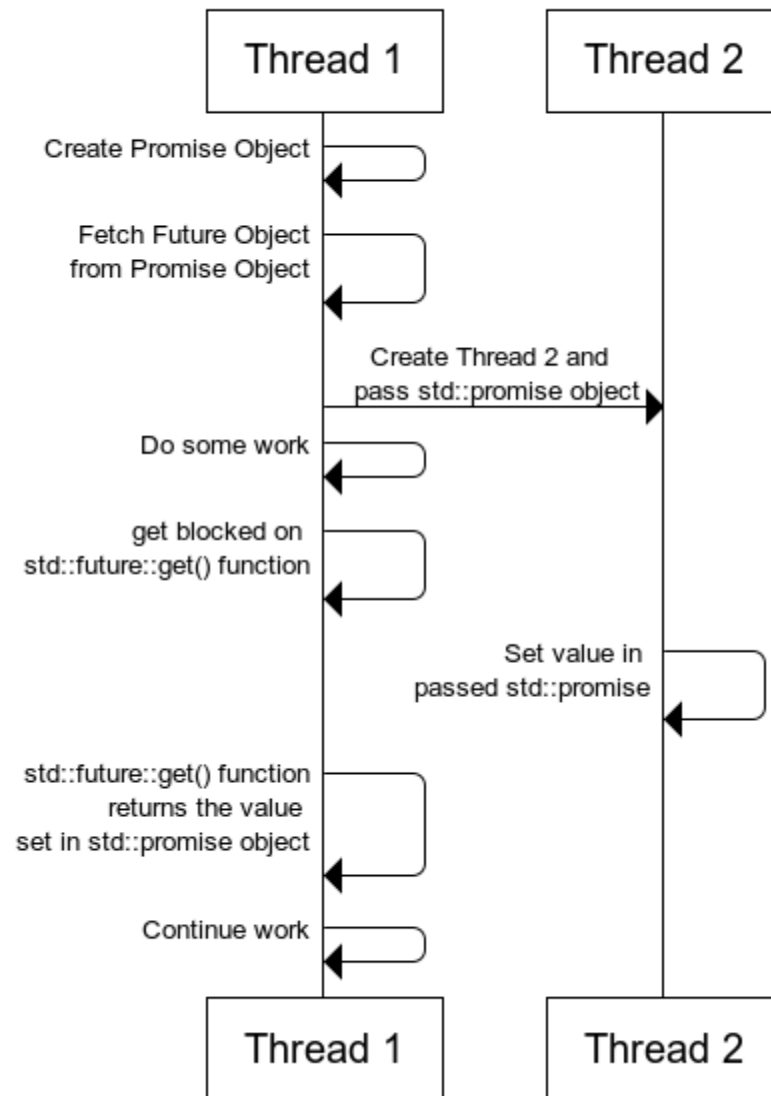 Thread 1
Thread 2
Create Promise Object
Fetch Future Object
from Promise Object
Create Thread 2 and
pass std::promise object
Do some work
get blocked on
std::future::get() function
Set value in
passed std::promise
std::future::get() function
returns the value
set in std::promise object
Continue work
Thread 1
Thread 2